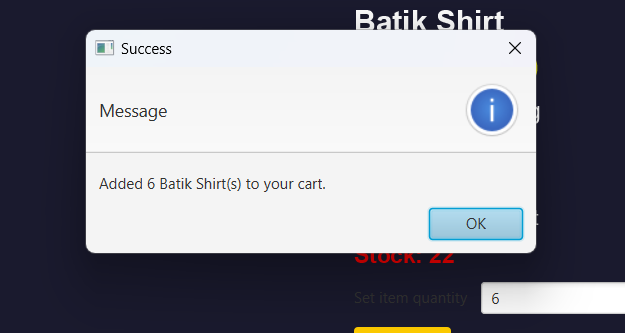 Batik Shirt
Success
Message
Added 6 Batik Shirt(s) to your cart.
OK
Stock: 22
Set item quantity
6